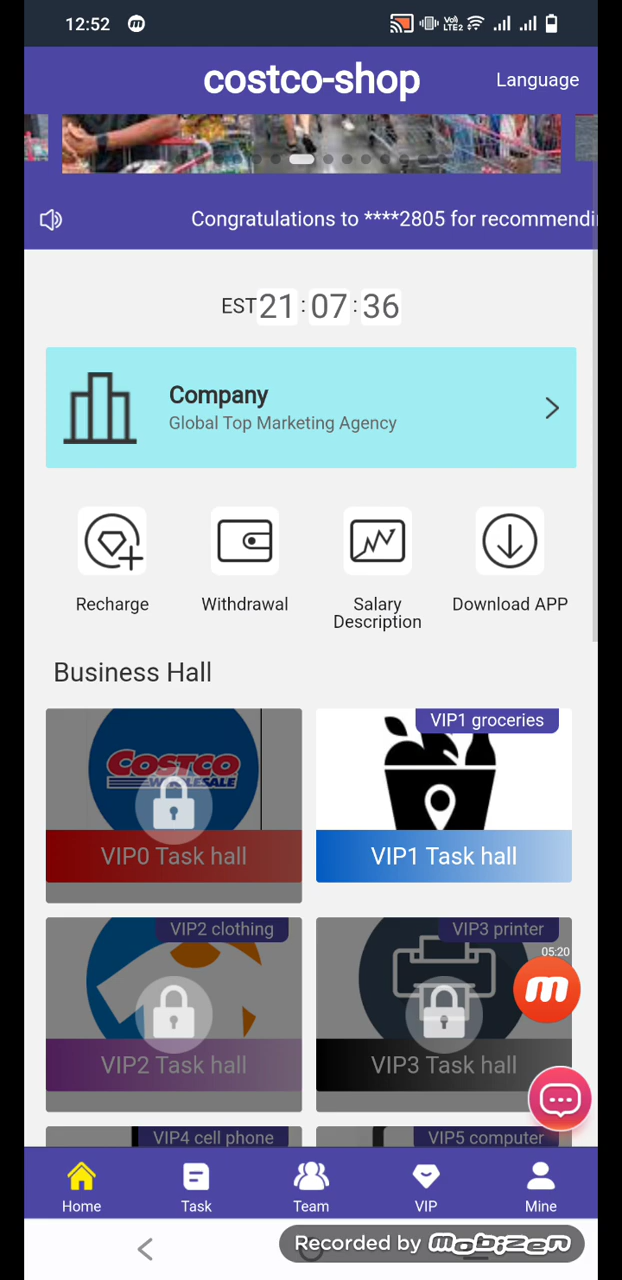 12:52
Vo)
LTE2
costco-shop
Language
Congratulations to ****2805 for recommendi
EST 21 : 07 : 36
Company
Global Top Marketing Agency
Recharge
Withdrawal
Salary Description
Download APP
Business Hall
COSTCO
WHOLESALE
VIP0 Task hall
VIP1 groceries
VIP1 Task hall
VIP2 clothing
VIP2 Task hall
VIP3 printer
VIP3 Task hall
05:20
m
VIP4 cell phone
VIP5 computer
Home
Task
Team
VIP
Mine
Recorded by mobizen